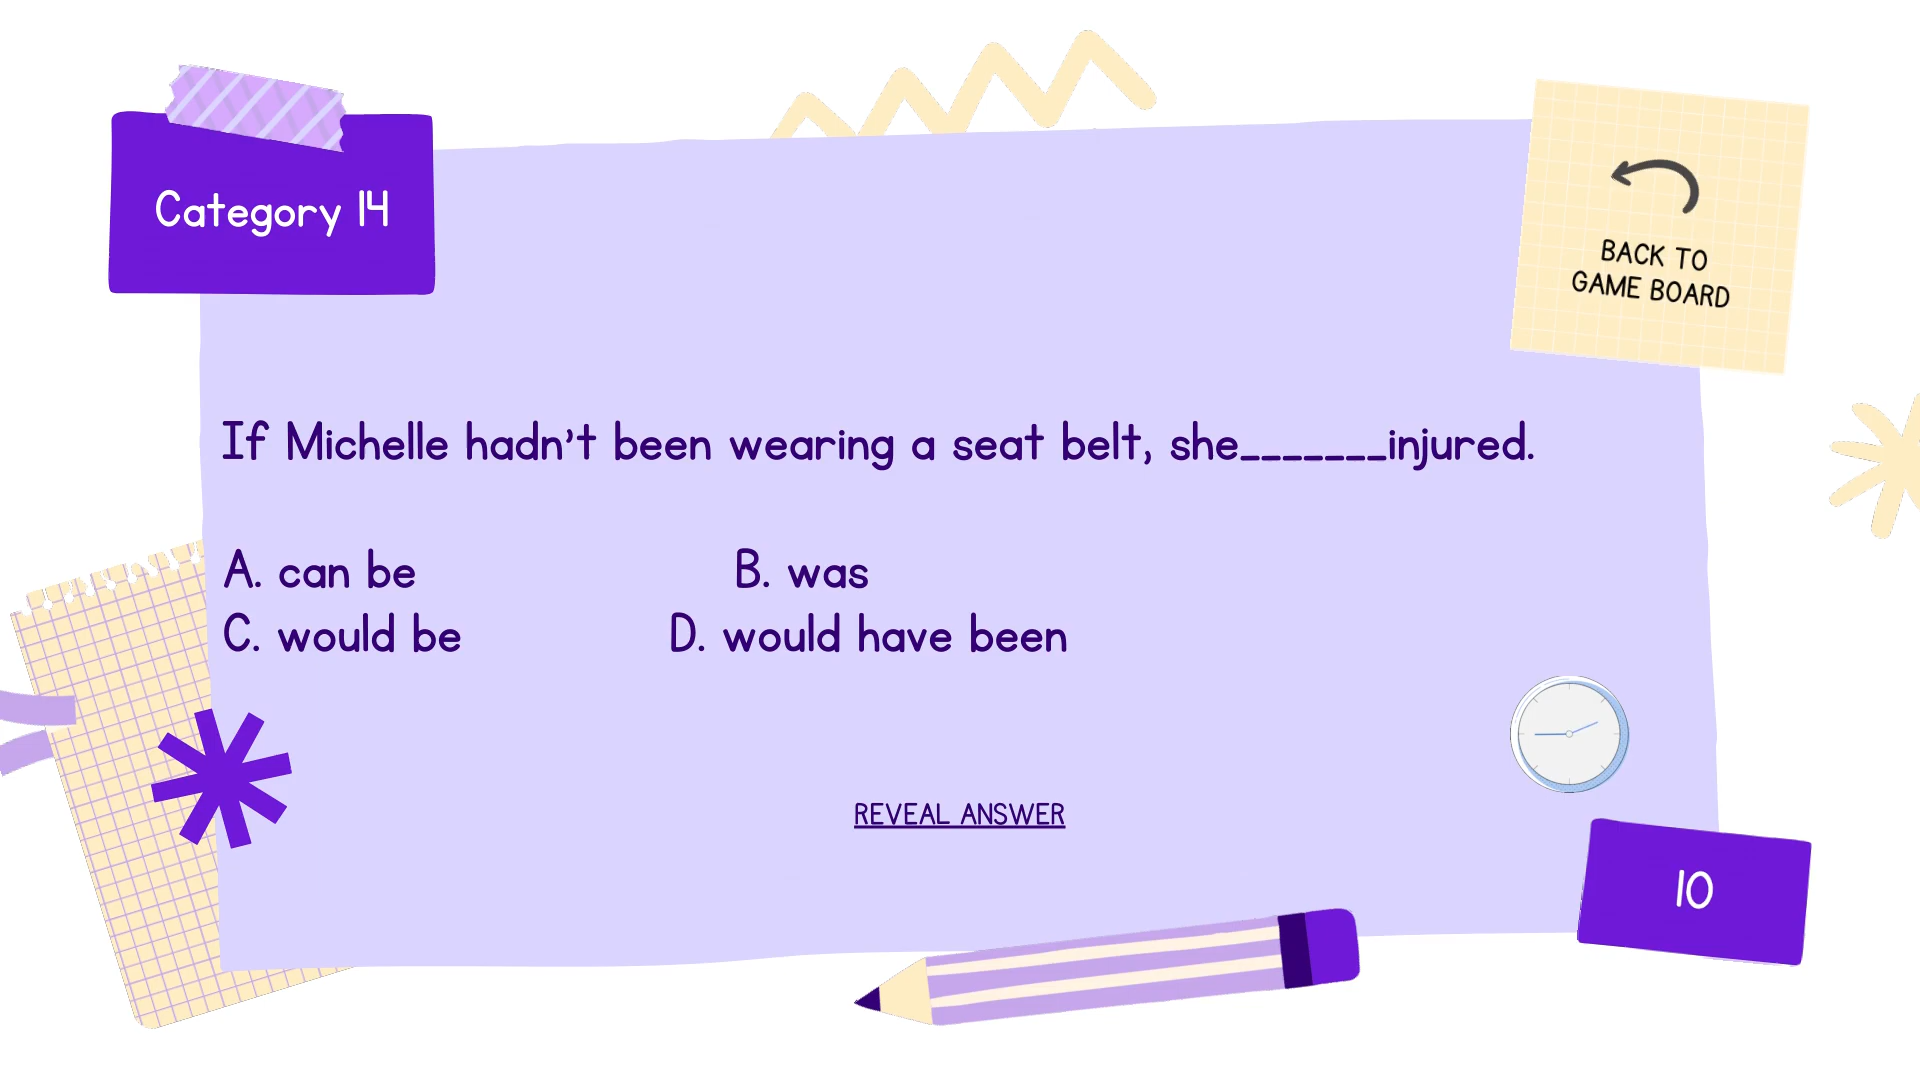 Category 14
BACK TO
GAME BOARD
If Michelle hadn't been wearing a seat belt, she_______injured.
A. can be B. was
C. would be D. would have been
REVEAL ANSWER
10